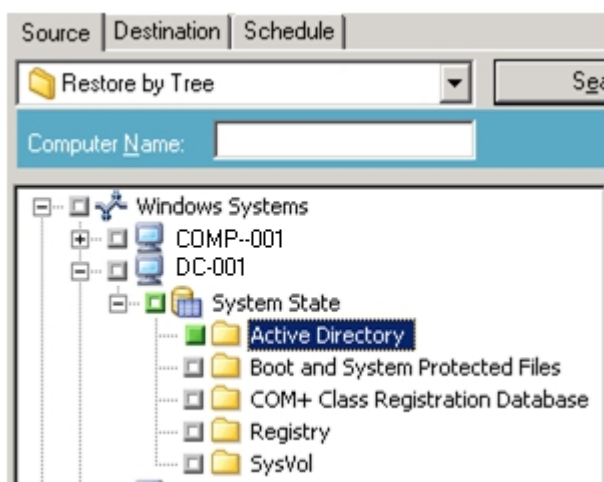 Source Destination Schedule
Restore by Tree
Computer Name:
Windows Systems
COMP--001
DC-001
System State
Active Directory
Boot and System Protected Files
COM+ Class Registration Database
Registry
SysVol